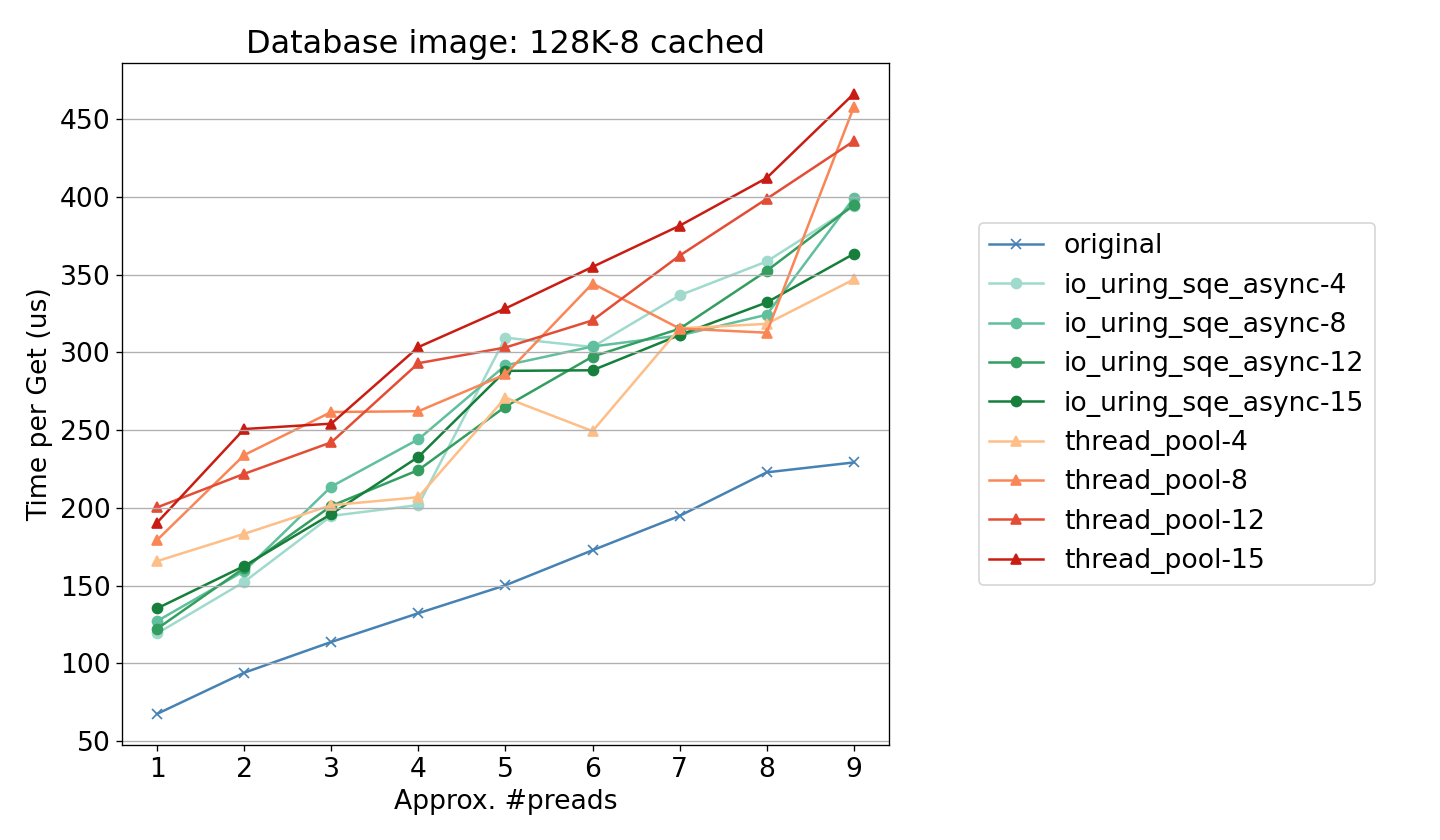 Database image: 128K-8 cached
Time per Get (us)
450
400
350
300
250
200
150
100
50
1 2 3 4 5 6 7 8 9
Approx. #preads
original
io_uring_sqe_async-4
io_uring_sqe_async-8
io_uring_sqe_async-12
io_uring_sqe_async-15
thread_pool-4
thread_pool-8
thread_pool-12
thread_pool-15